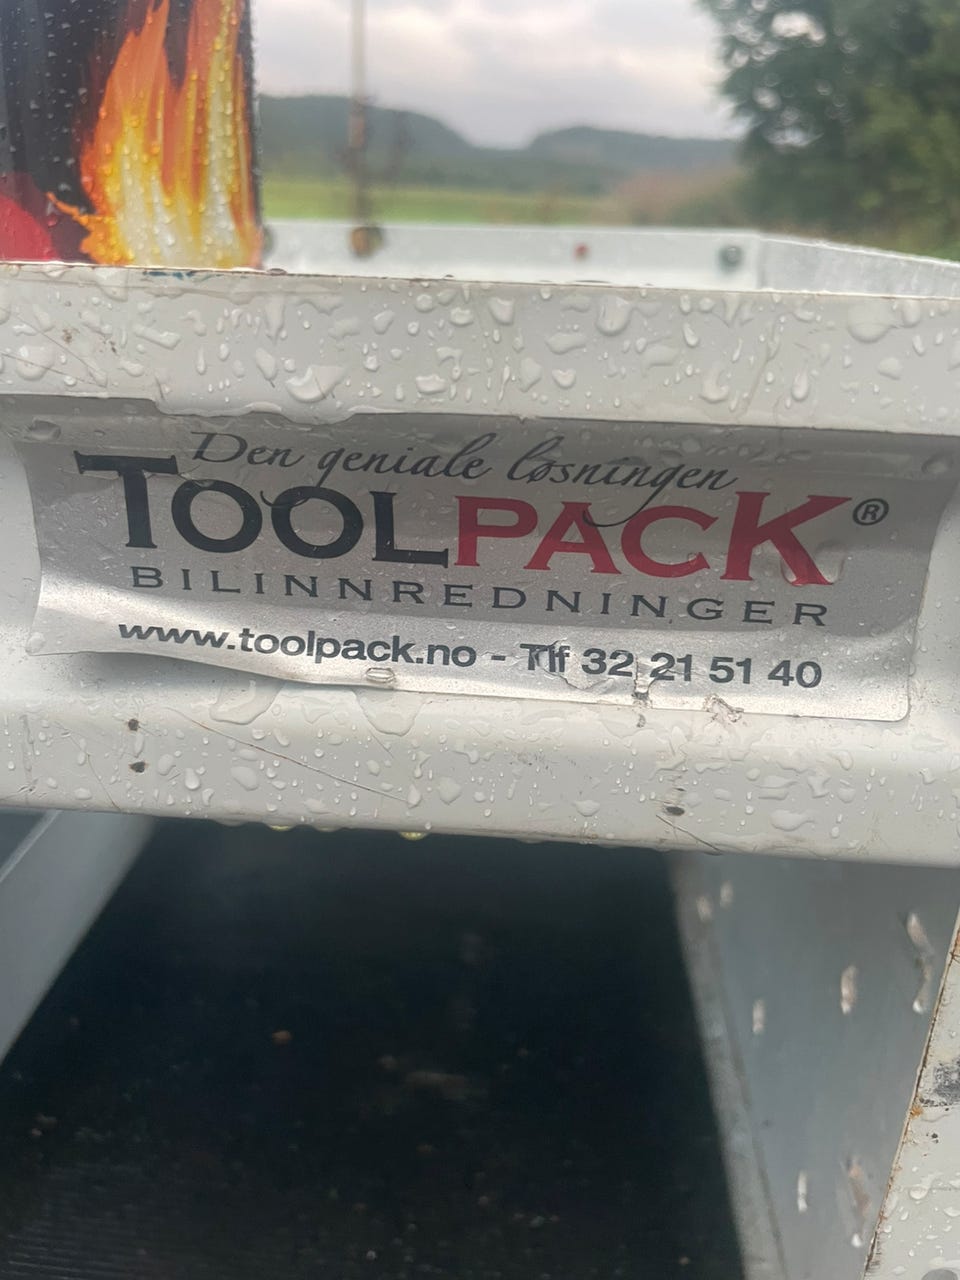 Den geniale løsningen
TOOLPACK®
BILINNREDNINGER
www.toolpack.no - Tlf 32 21 51 40